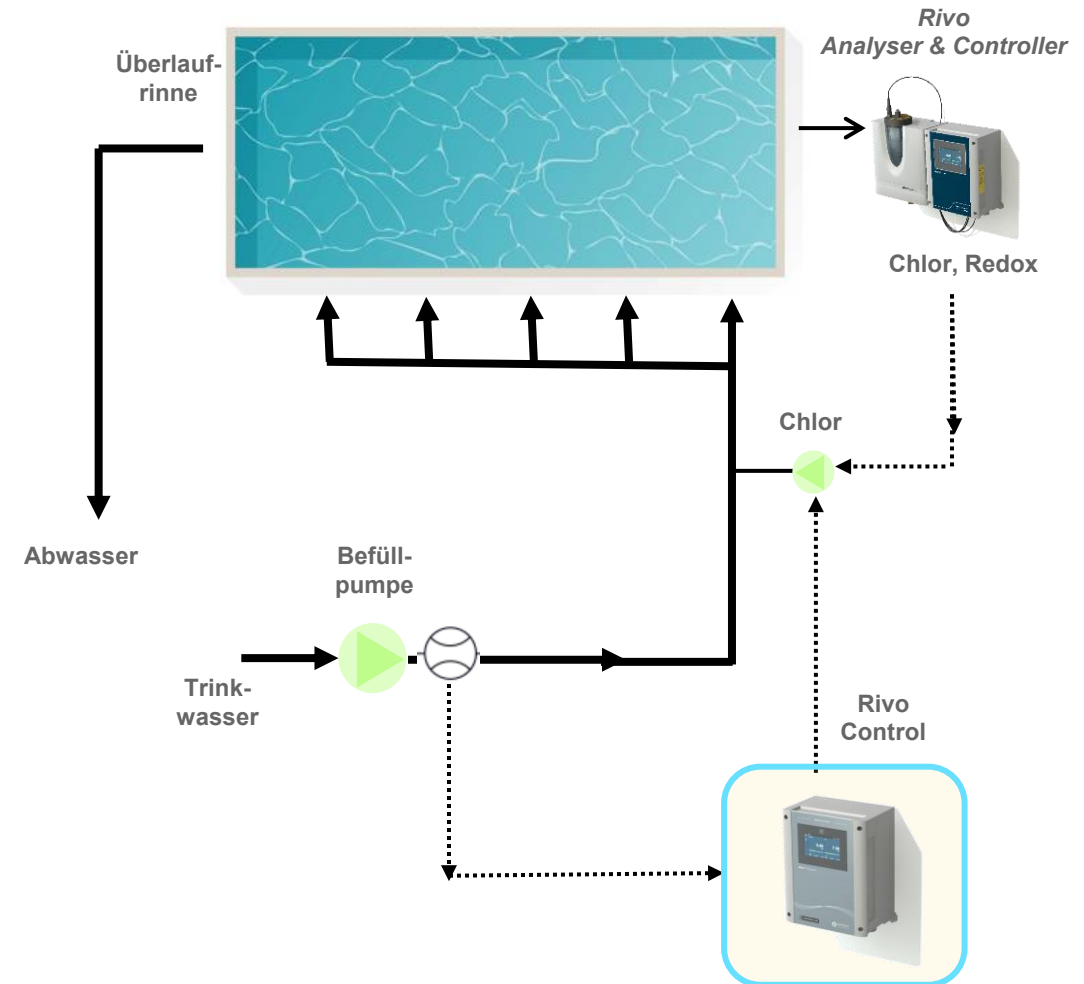 Rivo
Analyser & Controller
Überlauf-
rinne
Chlor, Redox
Chlor
Abwasser
Befüll-
pumpe
Trink-
wasser
Rivo
Control